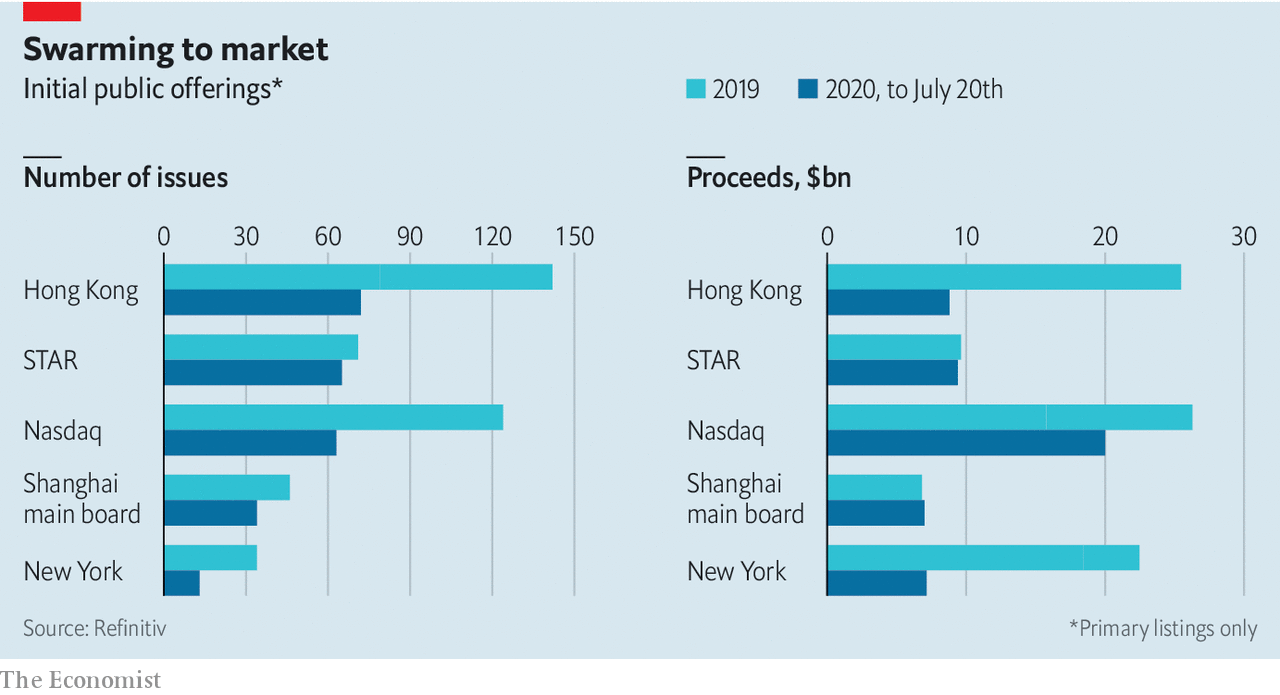 Swarming to market
Initial public offerings*
2019
2020, to July 20th
Number of issues
0 30 60 90 120 150
Hong Kong
STAR
Nasdaq
Shanghai
main board
New York
Proceeds, $bn
0 10 20 30
Hong Kong
STAR
Nasdaq
Shanghai
main board
New York
Source: Refinitiv
*Primary listings only
The Economist